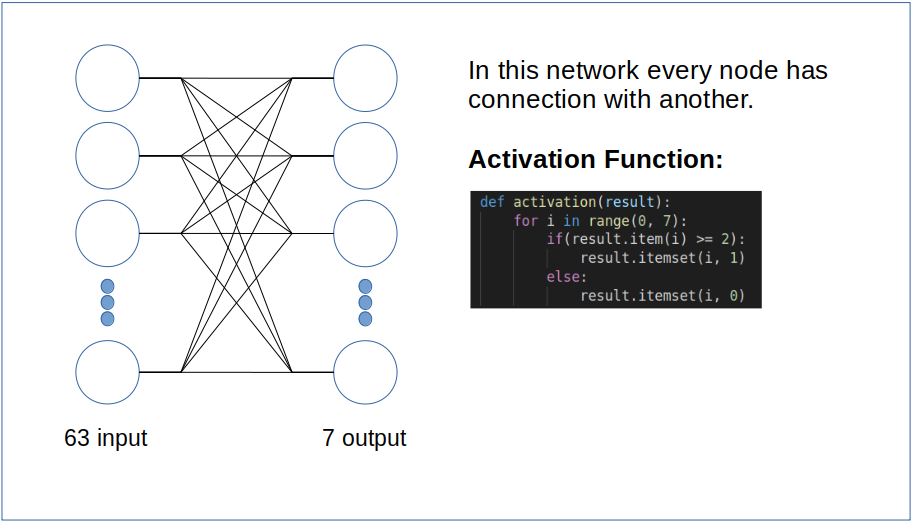 In this network every node has
connection with another.
Activation Function:
def activation(result):
    for i in range(0, 7):
        if(result.item(i) >= 2):
            result.itemset(i, 1)
        else:
            result.itemset(i, 0)
63 input
7 output